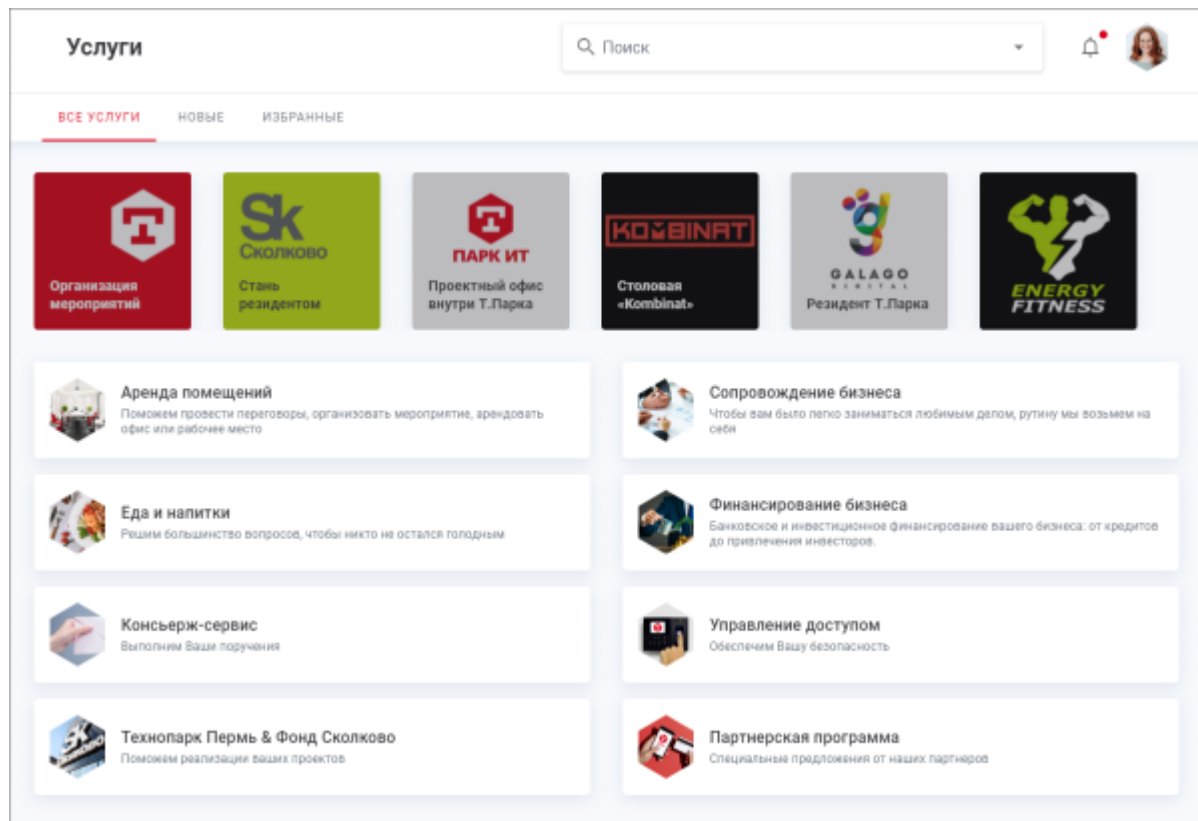 Услуги
Поиск
ВСЕ УСЛУГИ
НОВЫЕ
ИЗБРАННЫЕ
Организация
мероприятий
Sk
Сколково
Стань
резидентом
ПАРК ИТ
Проектный офис
внутри Т.Парка
KOMBINAT
Столовая
«Kombinat»
GALAGO
DIGITAL
Резидент Т.Парка
ENERGY
FITNESS
Аренда помещений
Поможем провести переговоры, организовать мероприятие, арендовать
офис или рабочее место
Сопровождение бизнеса
Чтобы вам было легко заниматься любимым делом, рутину мы возьмем на
себя
Еда и напитки
Решим большинство вопросов, чтобы никто не остался голодным
Финансирование бизнеса
Банковское и инвестиционное финансирование вашего бизнеса: от кредитов
до привлечения инвесторов.
Консьерж-сервис
Выполним Ваши поручения
Управление доступом
Обеспечим Вашу безопасность
Sk
Технопарк Пермь & Фонд Сколково
Поможем реализации ваших проектов
Партнерская программа
Специальные предложения от наших партнеров